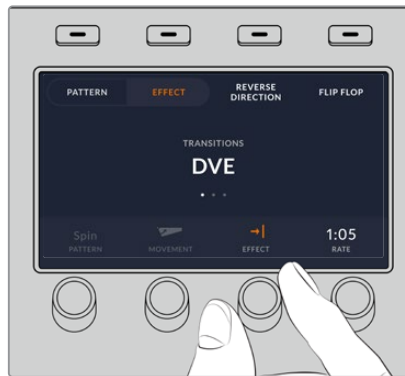 PATTERN
EFFECT
REVERSE
DIRECTION
FLIP FLOP
TRANSITIONS
DVE
Spin
PATTERN
MOVEMENT
EFFECT
1:05
RATE